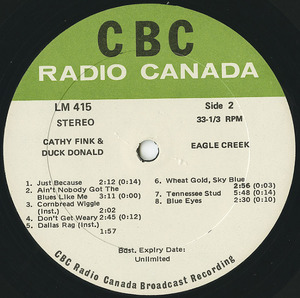 CBC
RADIO CANADA
LM 415
STEREO
Side 2
33-1/3 RPM
CATHY FINK &
DUCK DONALD
EAGLE CREEK
1. Just Because 2:12 (0:14)
2. Ain't Nobody Got The
Blues Like Me 3:11 (0:00)
3. Cornbread Wiggle
(Inst.) 2:02
4. Don't Get Weary 2:45 (0:12)
5. Dallas Rag (Inst.)
1:57
6. Wheat Gold, Sky Blue
2:56 (0:03)
7. Tennessee Stud 5:48 (0:14)
8. Blue Eyes 2:30 (0:10)
Bdst. Expiry Date:
Unlimited
CBC Radio Canada Broadcast Recording